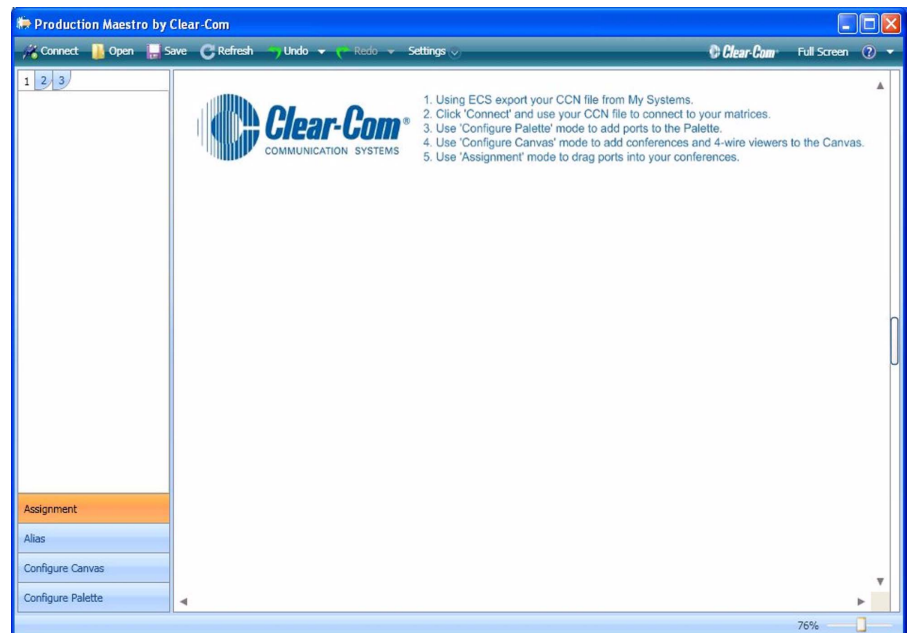 Production Maestro by Clear-Com
Connect Open Save Refresh Undo Redo Settings Clear-Com Full Screen ?
1 2 3
Clear-Com®
COMMUNICATION SYSTEMS
1. Using ECS export your CCN file from My Systems.
2. Click 'Connect' and use your CCN file to connect to your matrices.
3. Use 'Configure Palette' mode to add ports to the Palette.
4. Use 'Configure Canvas' mode to add conferences and 4-wire viewers to the Canvas.
5. Use 'Assignment' mode to drag ports into your conferences.
Assignment
Alias
Configure Canvas
Configure Palette
76%